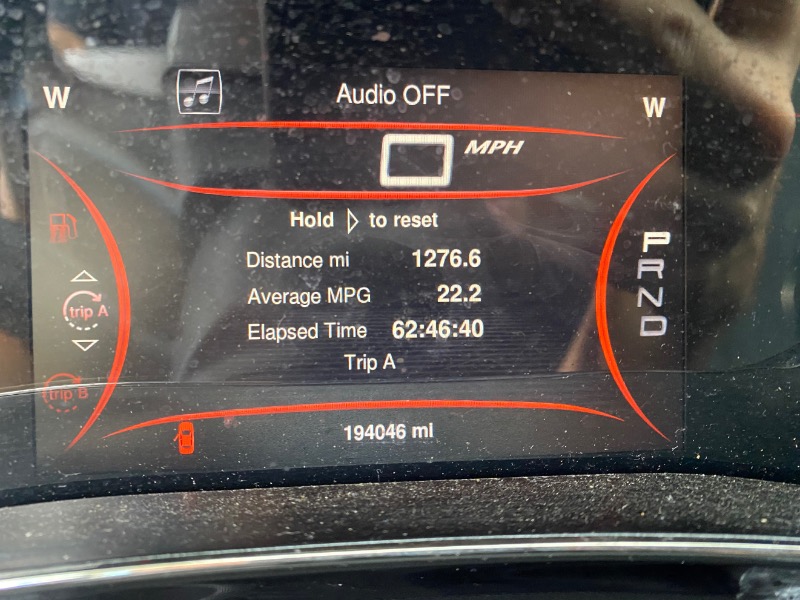 W Audio OFF W
0 MPH
Hold ▷ to reset
Distance mi 1276.6
Average MPG 22.2
Elapsed Time 62:46:40
Trip A
trip A
trip B
P
R
N
D
194046 mi